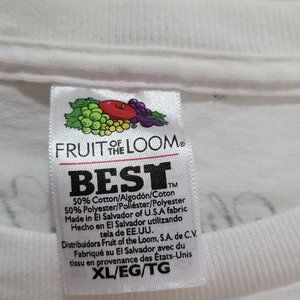 FRUIT OF THE LOOM®
BEST™
50% Cotton/Algodón/Coton
50% Polyester/Poliéster/Polyester
Made in El Salvador of U.S.A fabric
Hecho en El Salvador utilizando
tela de EE.UU.
Distribuidora Fruit of the Loom, S.A. de C.V.
Fabriqué au El Salvador avec du
tissu en provenance des États-Unis
XL/EG/TG